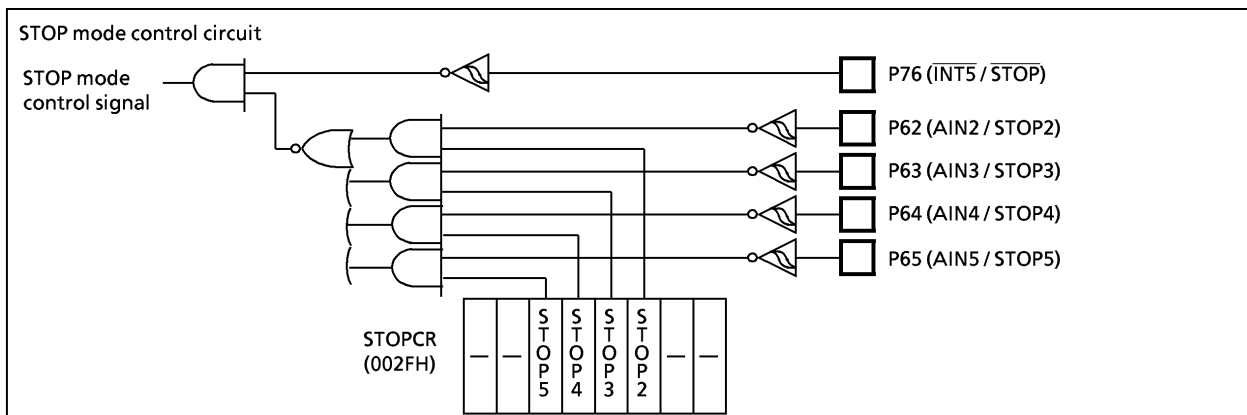 STOP mode control circuit
STOP mode
control signal
P76 (INT5 / STOP)
P62 (AIN2 / STOP2)
P63 (AIN3 / STOP3)
P64 (AIN4 / STOP4)
P65 (AIN5 / STOP5)
STOPCR
(002FH)
— — STOP5 STOP4 STOP3 STOP2 — —